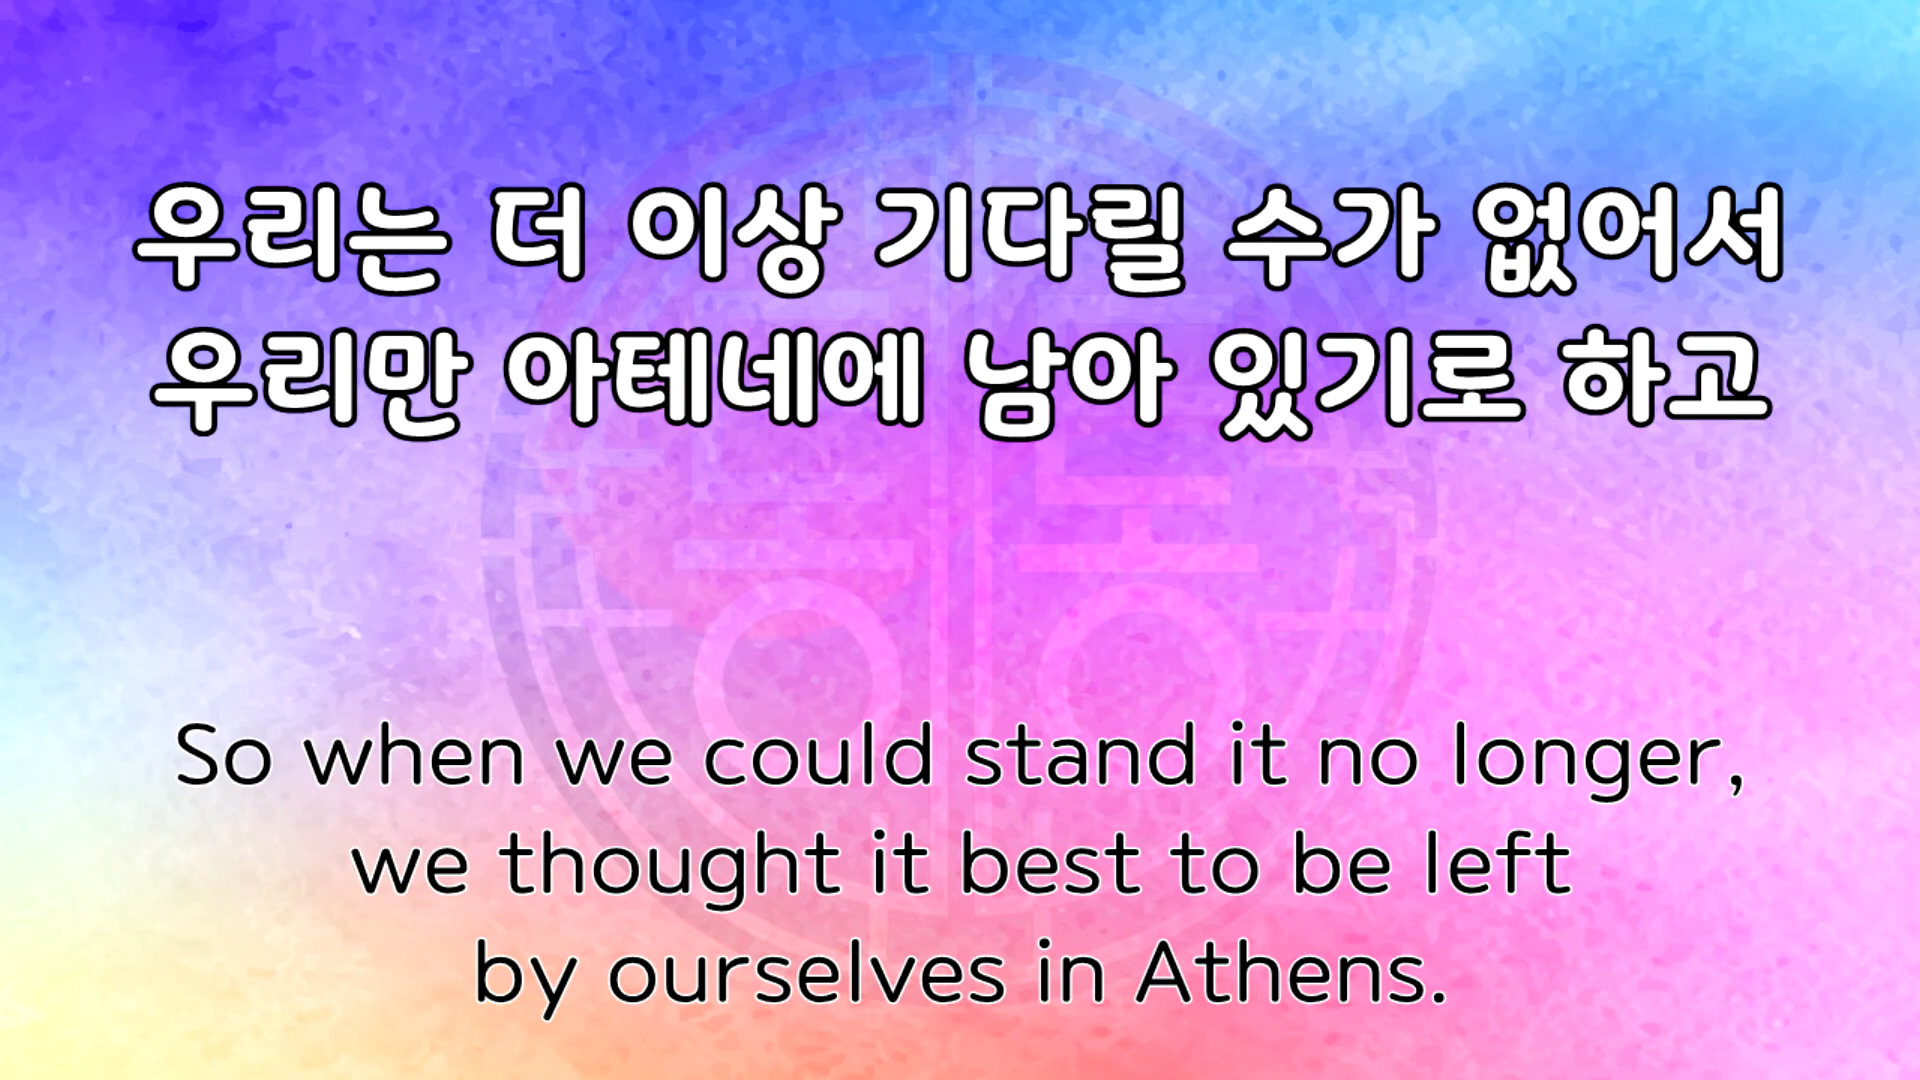 우리는 더 이상 기다릴 수가 없어서
우리만 아테네에 남아 있기로 하고
So when we could stand it no longer,
we thought it best to be left
by ourselves in Athens.